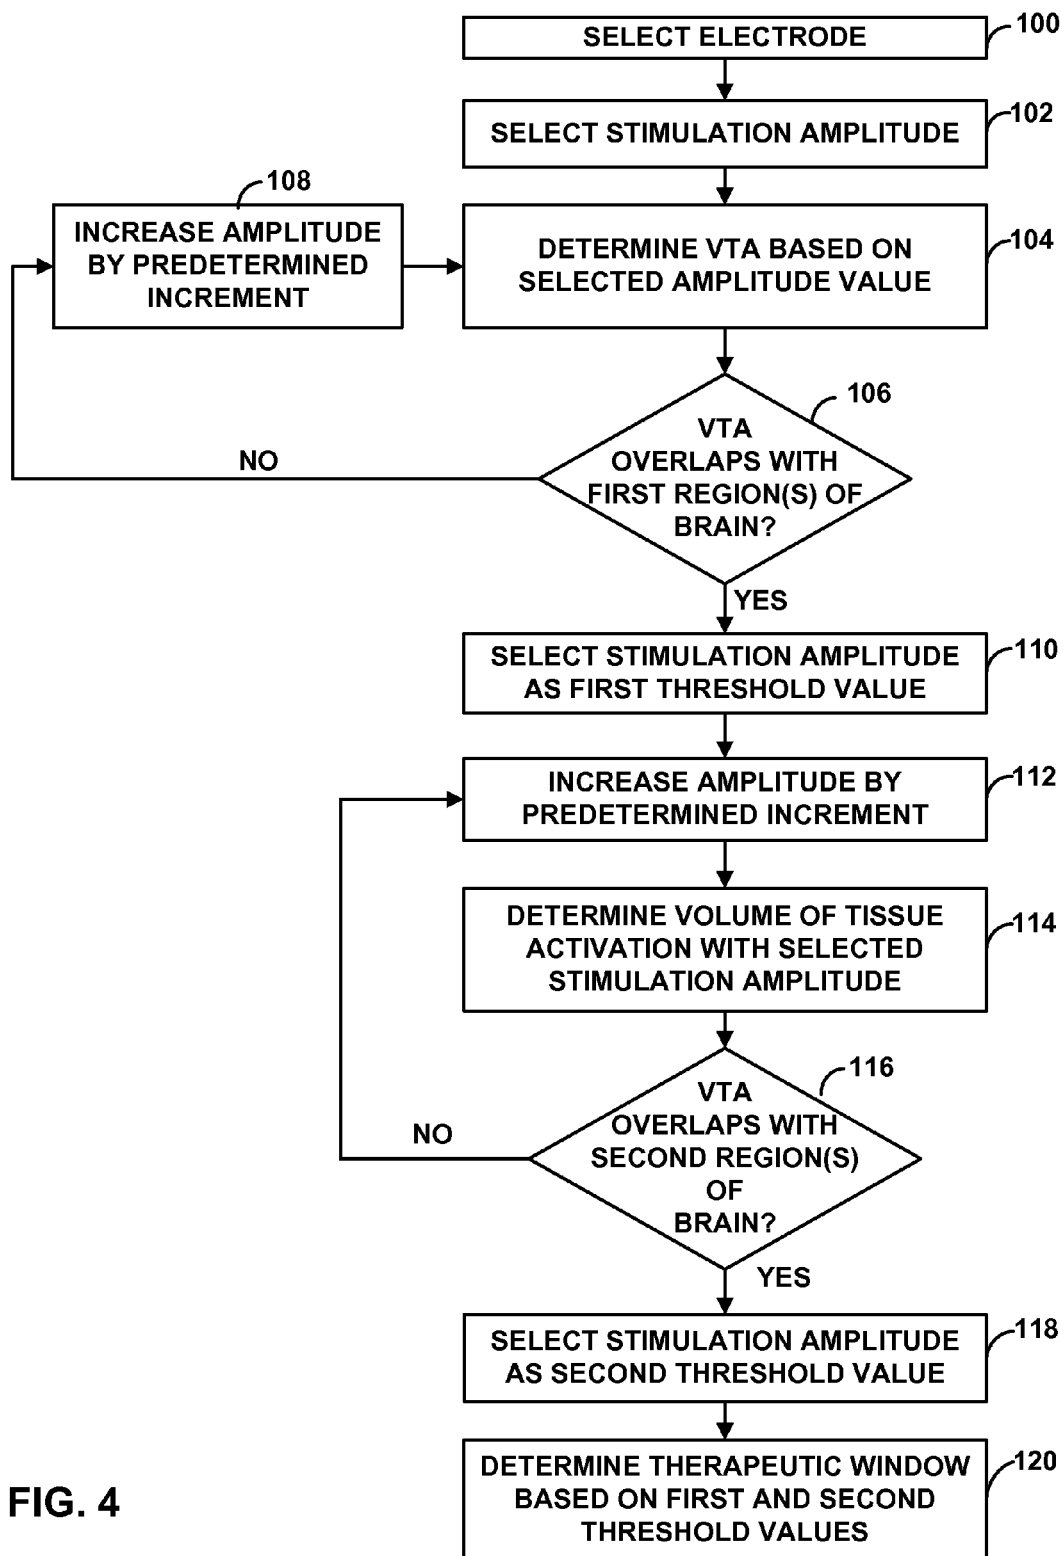 SELECT ELECTRODE
100
SELECT STIMULATION AMPLITUDE
102
108
INCREASE AMPLITUDE
BY PREDETERMINED
INCREMENT
DETERMINE VTA BASED ON
SELECTED AMPLITUDE VALUE
104
106
VTA
OVERLAPS WITH
FIRST REGION(S) OF
BRAIN?
NO
YES
SELECT STIMULATION AMPLITUDE
AS FIRST THRESHOLD VALUE
110
INCREASE AMPLITUDE BY
PREDETERMINED INCREMENT
112
DETERMINE VOLUME OF TISSUE
ACTIVATION WITH SELECTED
STIMULATION AMPLITUDE
114
116
VTA
OVERLAPS WITH
SECOND REGION(S)
OF
BRAIN?
NO
YES
SELECT STIMULATION AMPLITUDE
AS SECOND THRESHOLD VALUE
118
DETERMINE THERAPEUTIC WINDOW
BASED ON FIRST AND SECOND
THRESHOLD VALUES
120
FIG. 4